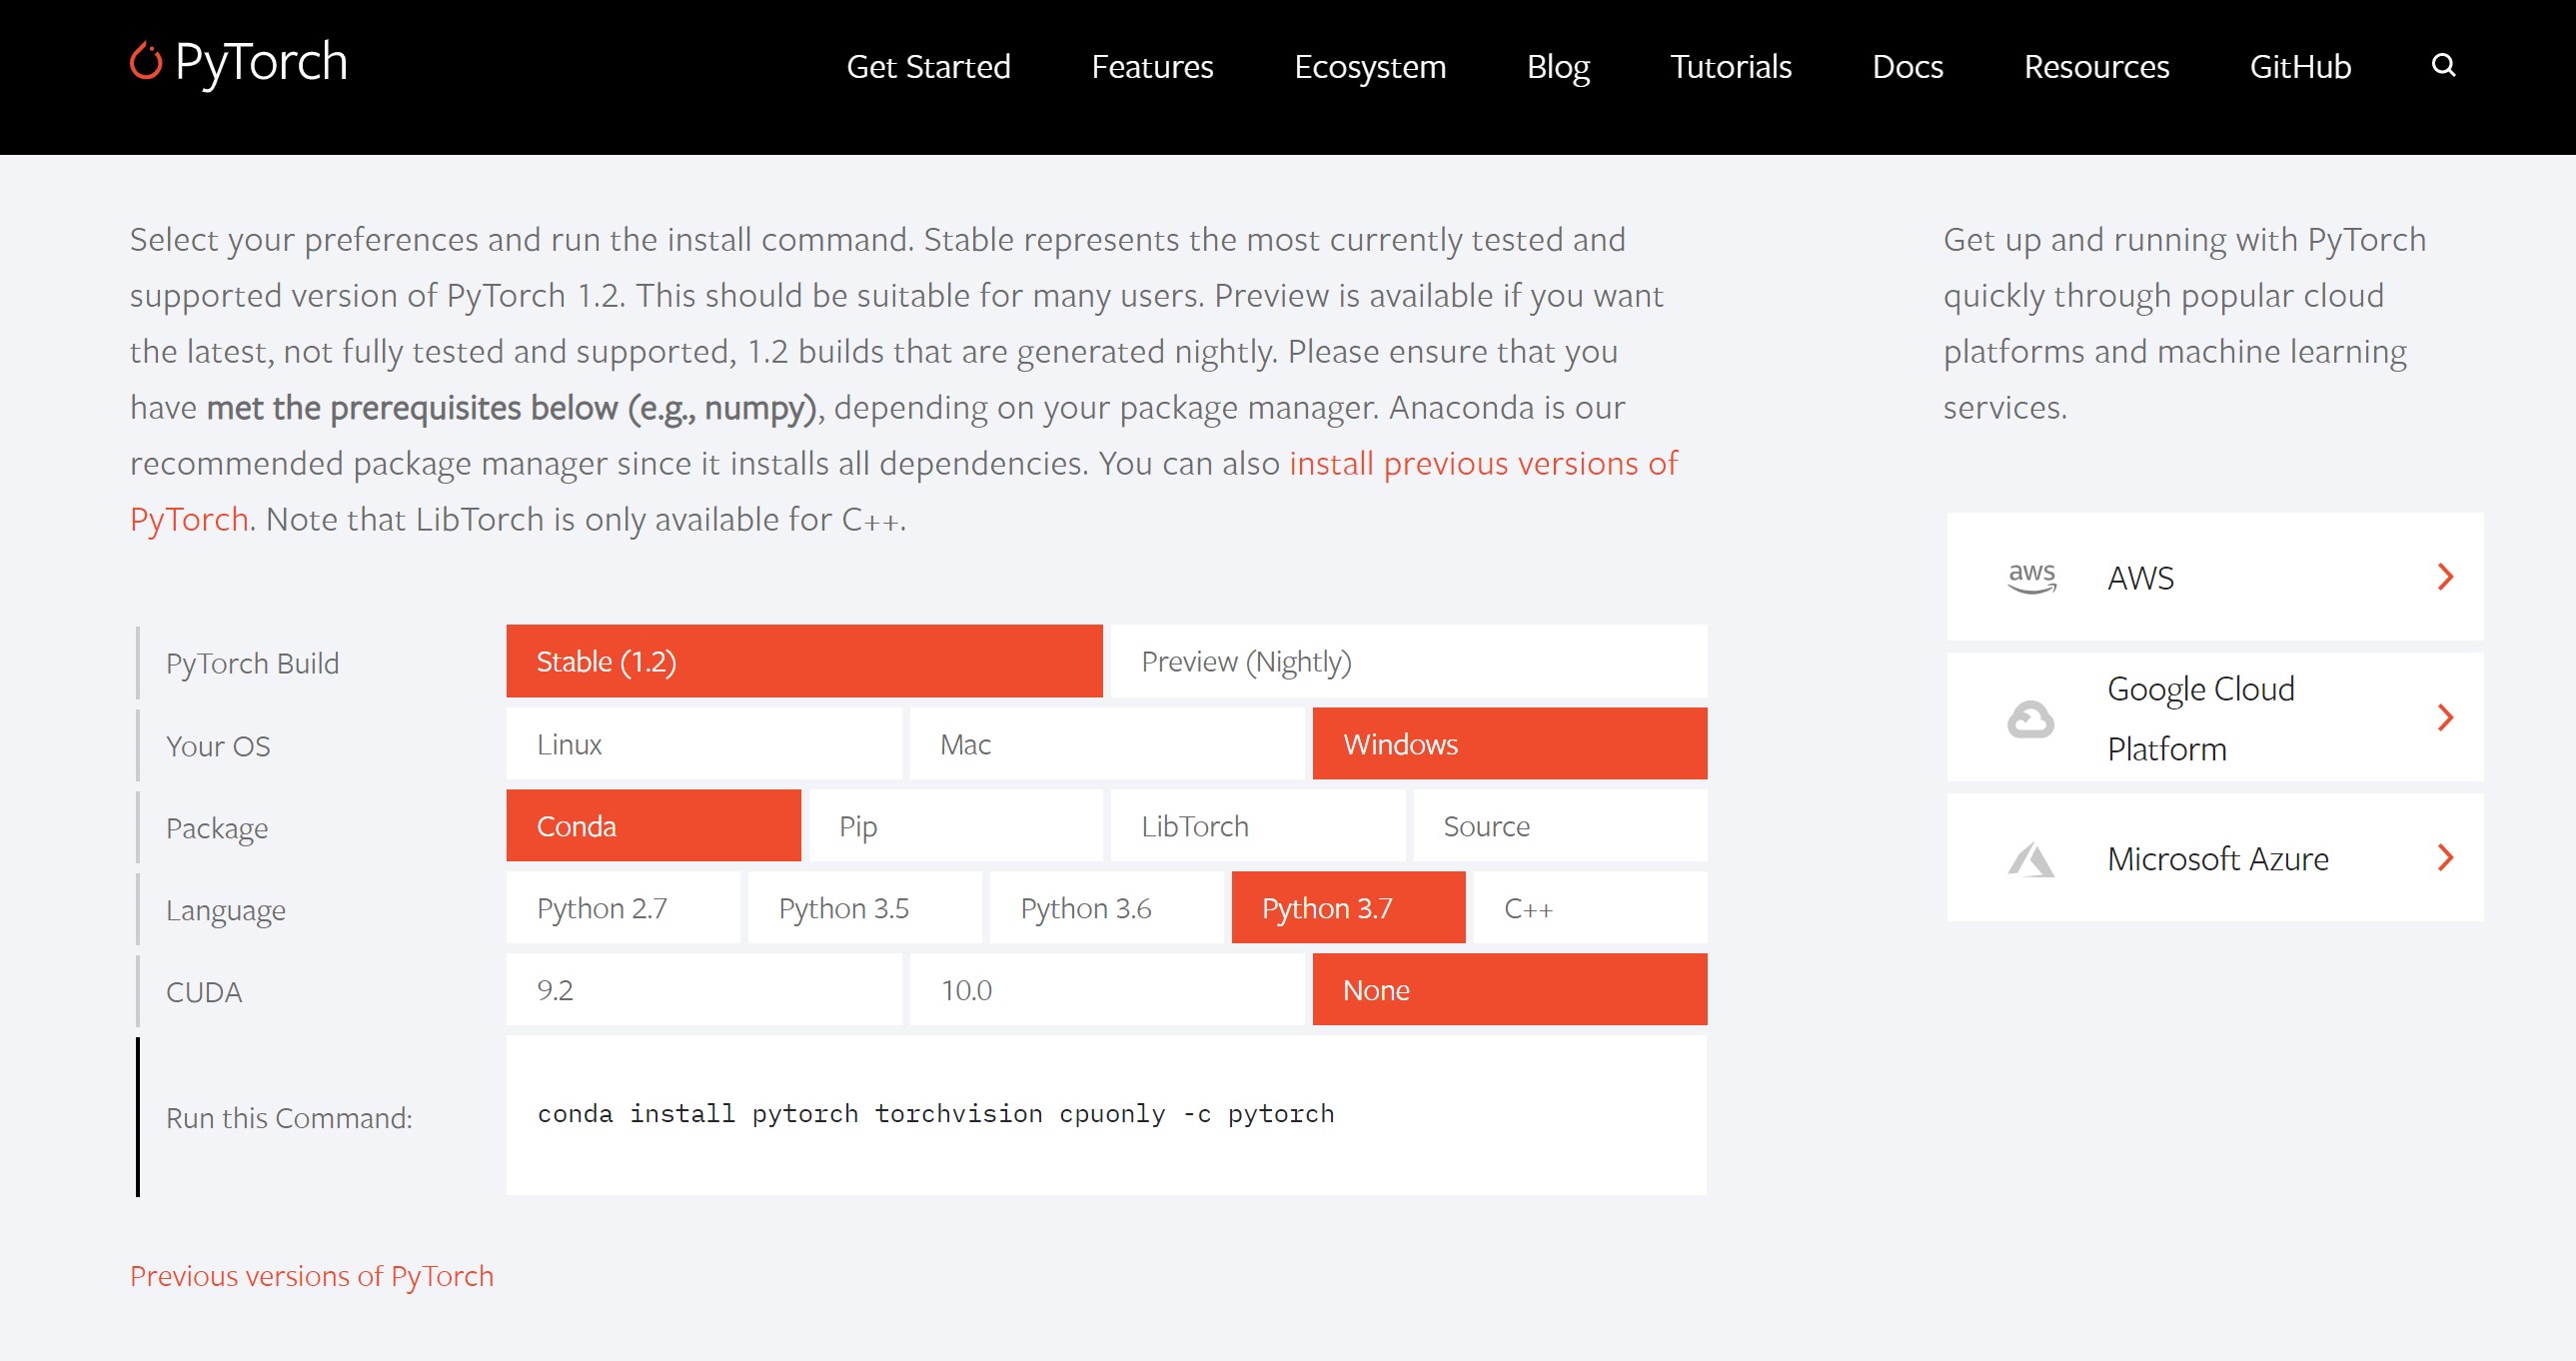 PyTorch
Get Started
Features
Ecosystem
Blog
Tutorials
Docs
Resources
GitHub
Select your preferences and run the install command. Stable represents the most currently tested and
supported version of PyTorch 1.2. This should be suitable for many users. Preview is available if you want
the latest, not fully tested and supported, 1.2 builds that are generated nightly. Please ensure that you
have met the prerequisites below (e.g., numpy), depending on your package manager. Anaconda is our
recommended package manager since it installs all dependencies. You can also install previous versions of
PyTorch. Note that LibTorch is only available for C++.
PyTorch Build
Stable (1.2)
Preview (Nightly)
Your OS
Linux
Mac
Windows
Package
Conda
Pip
LibTorch
Source
Language
Python 2.7
Python 3.5
Python 3.6
Python 3.7
C++
CUDA
9.2
10.0
None
Run this Command:
conda install pytorch torchvision cpuonly -c pytorch
Previous versions of PyTorch
Get up and running with PyTorch
quickly through popular cloud
platforms and machine learning
services.
aws
AWS
Google Cloud
Platform
Microsoft Azure